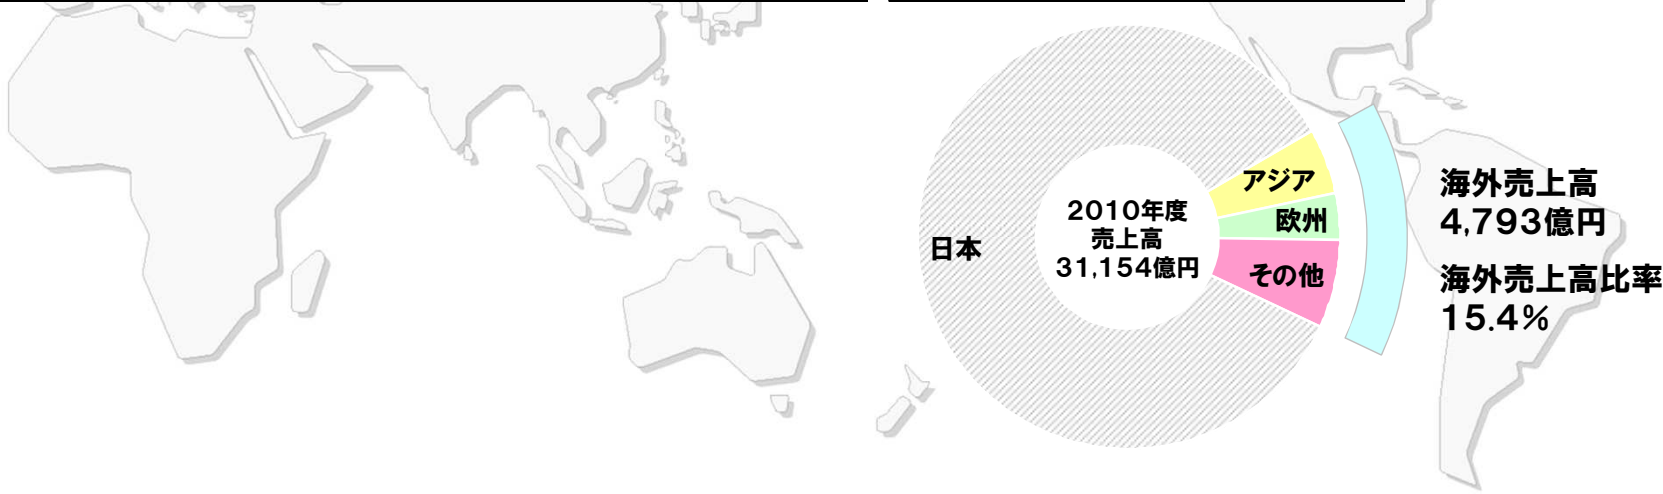 日本
2010年度
売上高
31,154億円
アジア
欧州
その他
海外売上高
4,793億円
海外売上高比率
15.4%